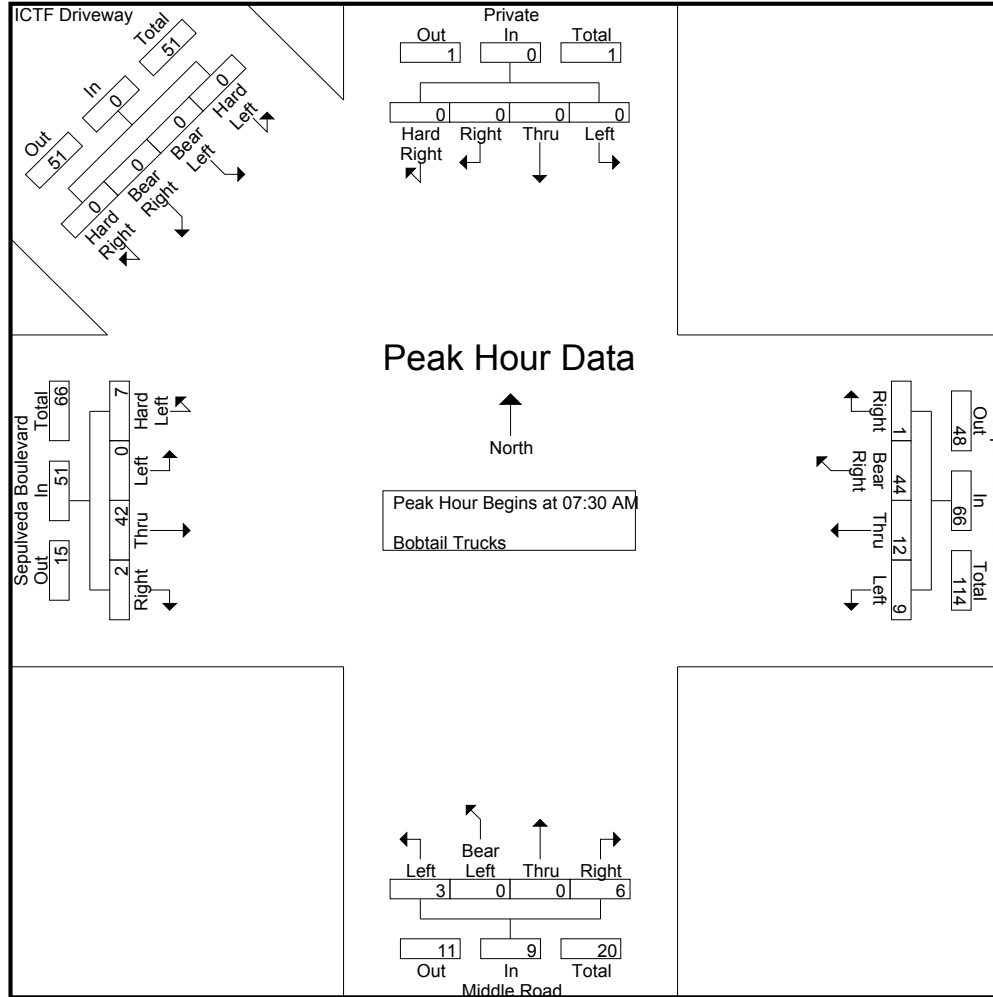 ICTF Driveway
Total
51
In
0
Out
51
0
Hard
Left
0
Bear
Left
0
Bear
Right
0
Hard
Right
Private
Out In Total
1 0 1
0 0 0 0
Hard
Right Right Thru Left
Peak Hour Data
North
Peak Hour Begins at 07:30 AM
Bobtail Trucks
Sepulveda Boulevard
Total
66
In
51
Out
15
7
Hard
Left
0
Left
42
Thru
2
Right
Right
1
Bear
Right
44
Thru
12
Left
9
Out
48
In
66
Total
114
Left
Bear
Left
Thru Right
3 0 0 6
11 9 20
Out In Total
Middle Road